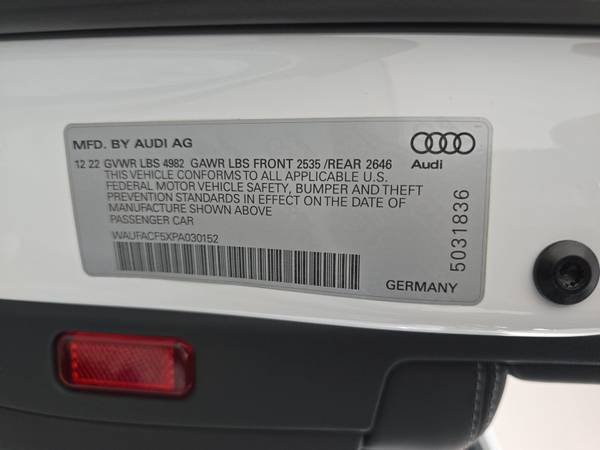 MFD. BY AUDI AG
Audi
12 22 GVWR LBS 4982 GAWR LBS FRONT 2535 /REAR 2646
THIS VEHICLE CONFORMS TO ALL APPLICABLE U.S.
FEDERAL MOTOR VEHICLE SAFETY, BUMPER AND THEFT
PREVENTION STANDARDS IN EFFECT ON THE DATE OF
MANUFACTURE SHOWN ABOVE
PASSENGER CAR
WAUFACF5XPA030152
5031836
GERMANY